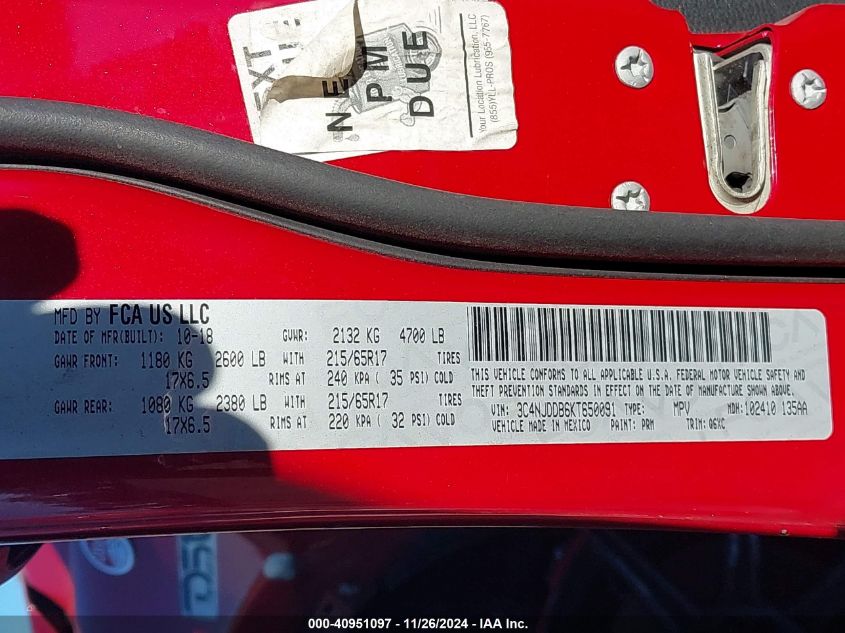 NEXT
PM
DUE
Your Location Lubrication, LLC
(855)WLL-PROS (955-7767)
MFD BY FCA US LLC
DATE OF MFR(BUILT): 10-18 GVWR: 2132 KG 4700 LB
GAWR FRONT: 1180 KG 2600 LB WITH 215/65R17 TIRES
17X6.5 RIMS AT 240 KPA ( 35 PSI) COLD
GAWR REAR: 1080 KG 2380 LB WITH 215/65R17 TIRES
17X6.5 RIMS AT 220 KPA ( 32 PSI) COLD
THIS VEHICLE CONFORMS TO ALL APPLICABLE U.S.A. FEDERAL MOTOR VEHICLE SAFETY AND
THEFT PREVENTION STANDARDS IN EFFECT ON THE DATE OF MANUFACTURE SHOWN ABOVE.
VIN: 3C4NJDDB6KT650091 TYPE: MPV MDH: 102410 135AA
VEHICLE MADE IN MEXICO PAINT: PRM TRIM: Q6XC
000-40951097 - 11/26/2024 - IAA Inc.